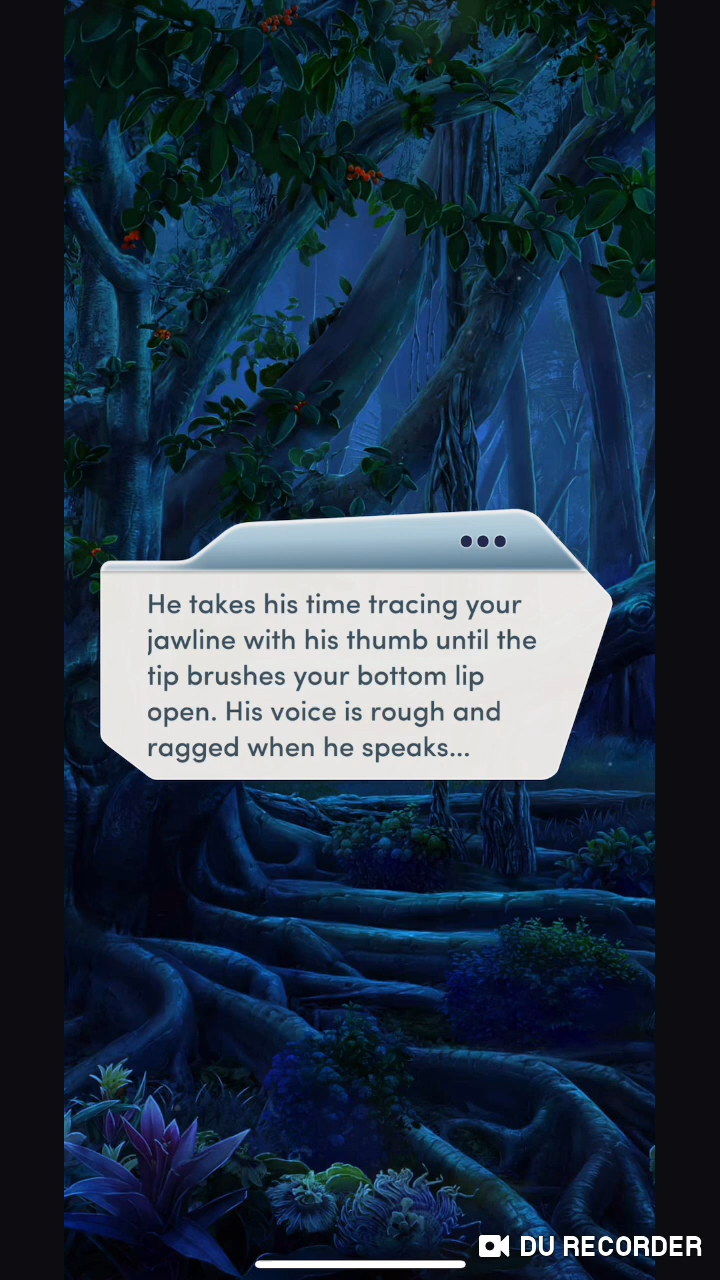 He takes his time tracing your
jawline with his thumb until the
tip brushes your bottom lip
open. His voice is rough and
ragged when he speaks...
DU RECORDER